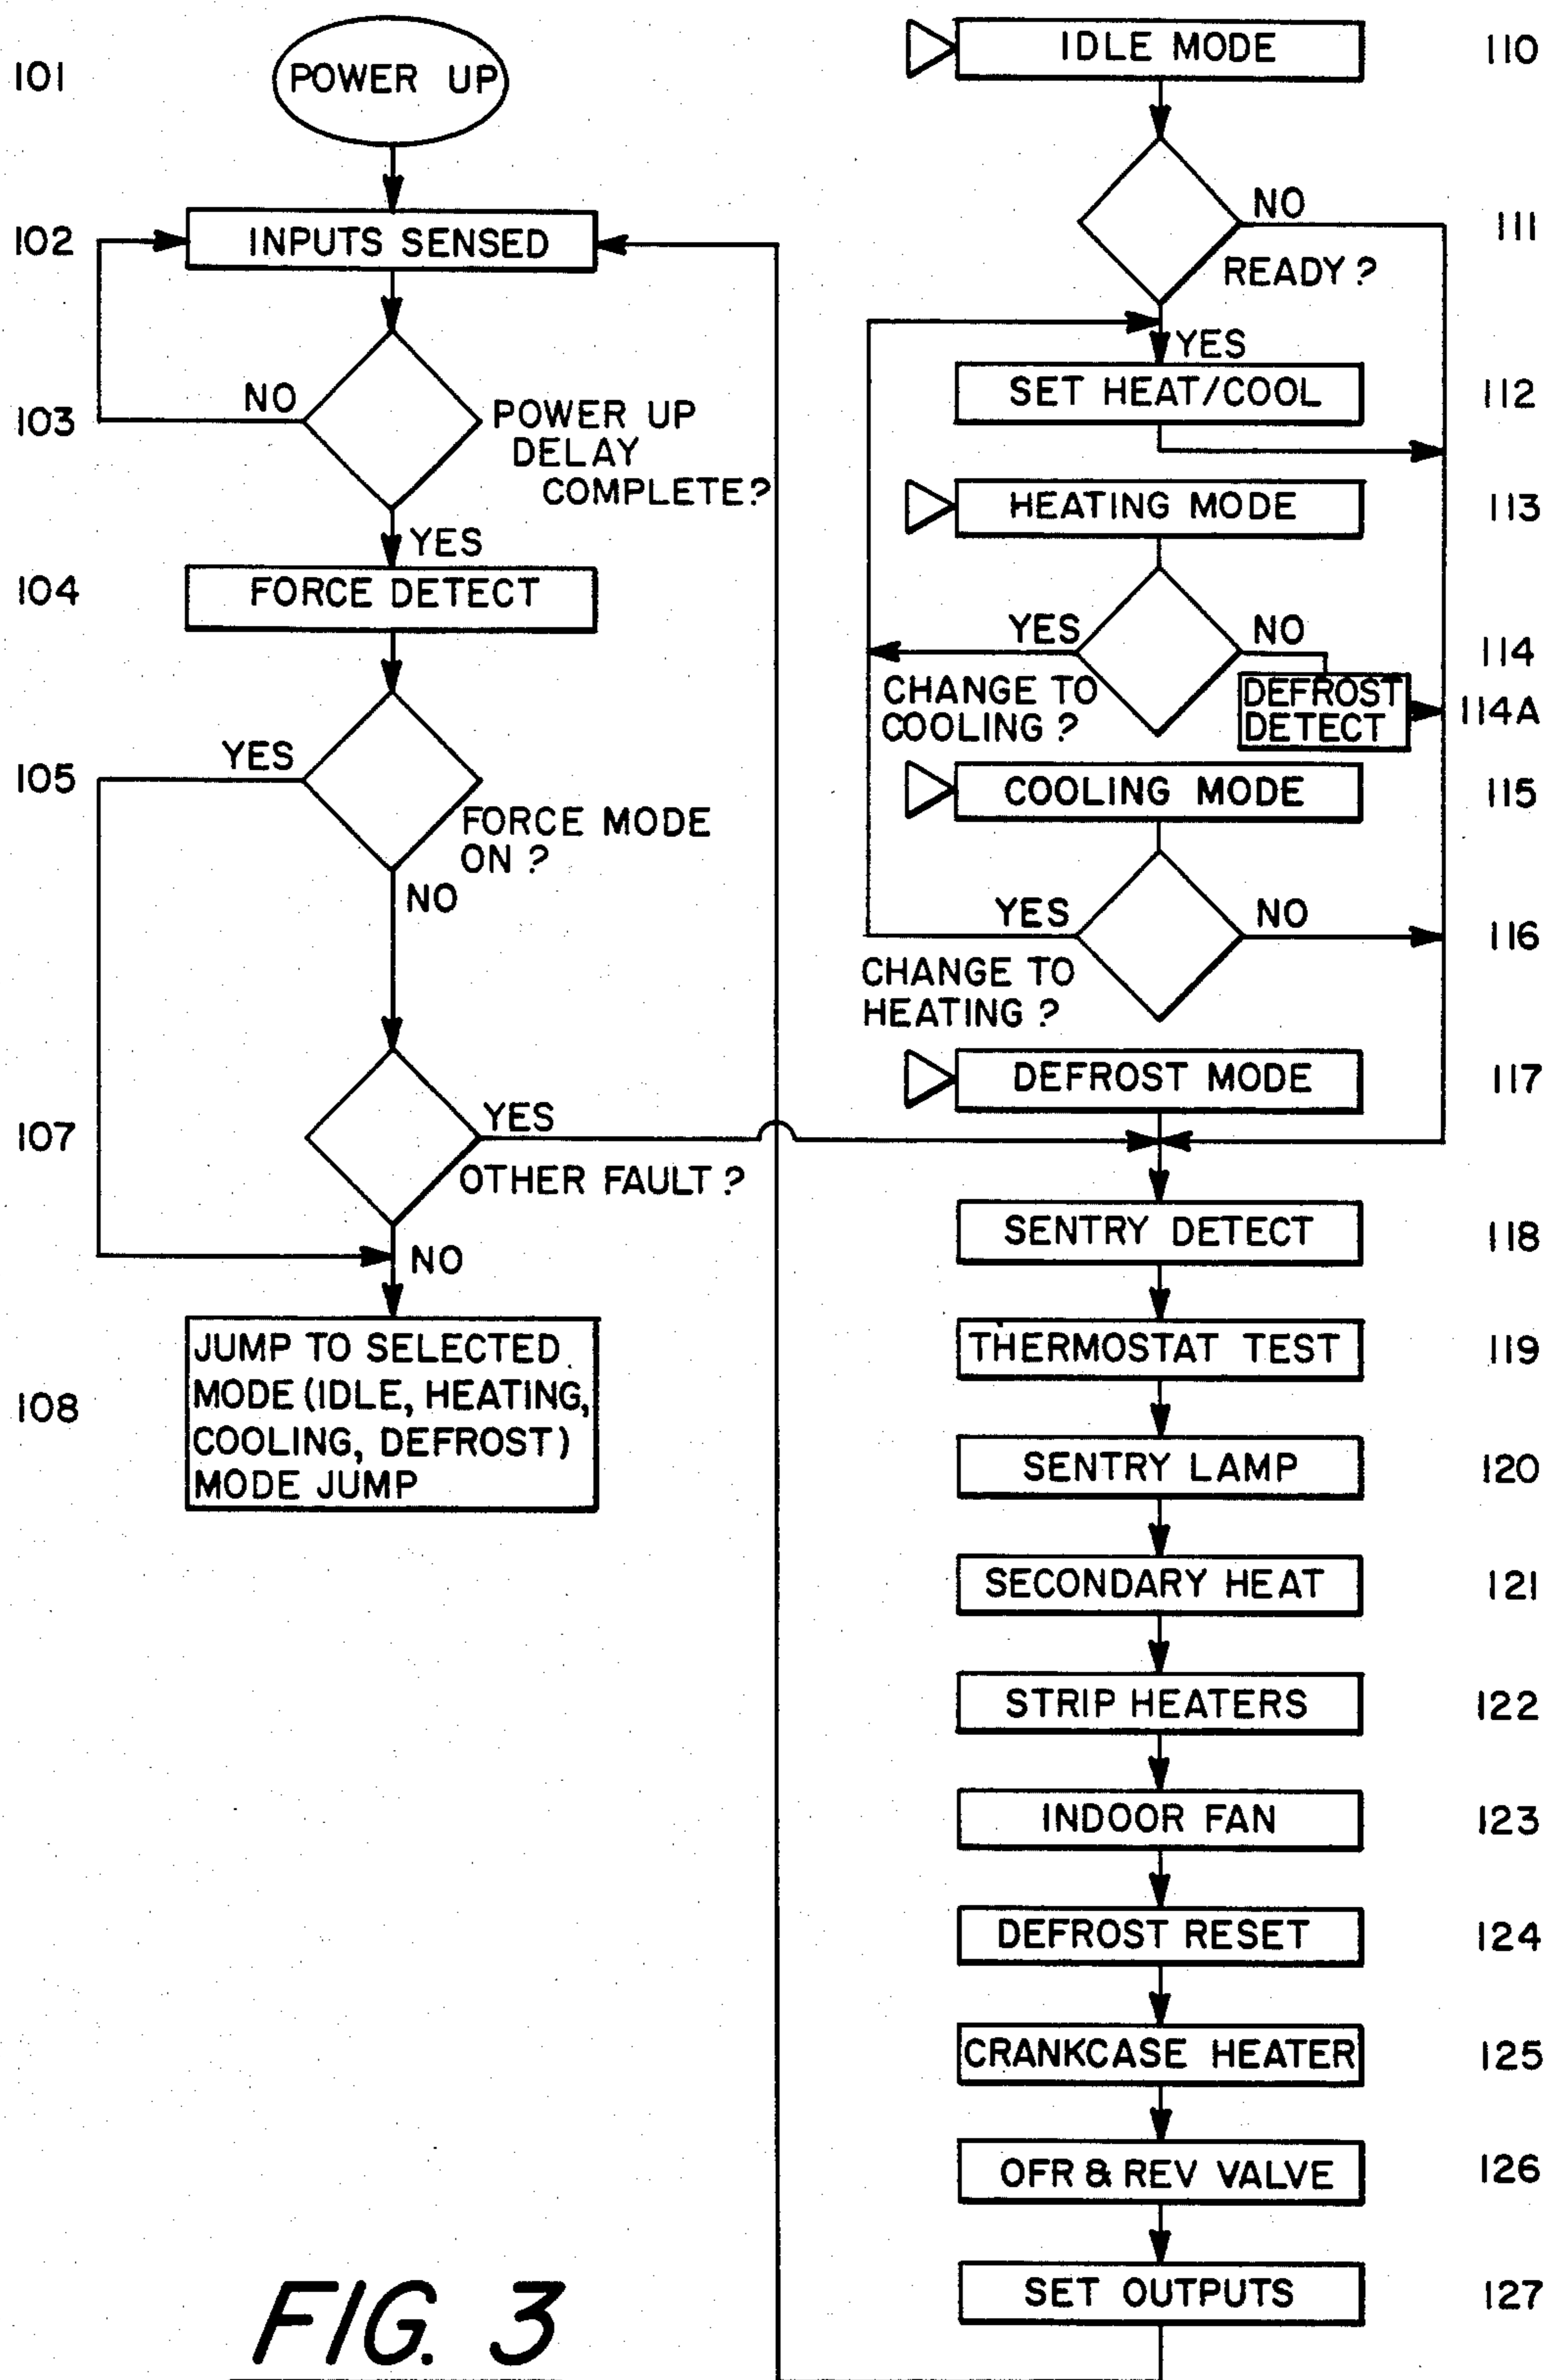 101
POWER UP
102
INPUTS SENSED
NO
103
POWER UP
DELAY
COMPLETE?
YES
104
FORCE DETECT
YES
105
FORCE MODE
ON ?
NO
107
YES
OTHER FAULT ?
NO
108
JUMP TO SELECTED
MODE (IDLE, HEATING,
COOLING, DEFROST)
MODE JUMP
IDLE MODE
110
NO
111
READY ?
YES
SET HEAT/COOL
112
HEATING MODE
113
YES
NO
114
CHANGE TO
COOLING ?
DEFROST
DETECT
114A
COOLING MODE
115
YES
NO
116
CHANGE TO
HEATING ?
DEFROST MODE
117
SENTRY DETECT
118
THERMOSTAT TEST
119
SENTRY LAMP
120
SECONDARY HEAT
121
STRIP HEATERS
122
INDOOR FAN
123
DEFROST RESET
124
CRANKCASE HEATER
125
OFR & REV VALVE
126
SET OUTPUTS
127
FIG. 3